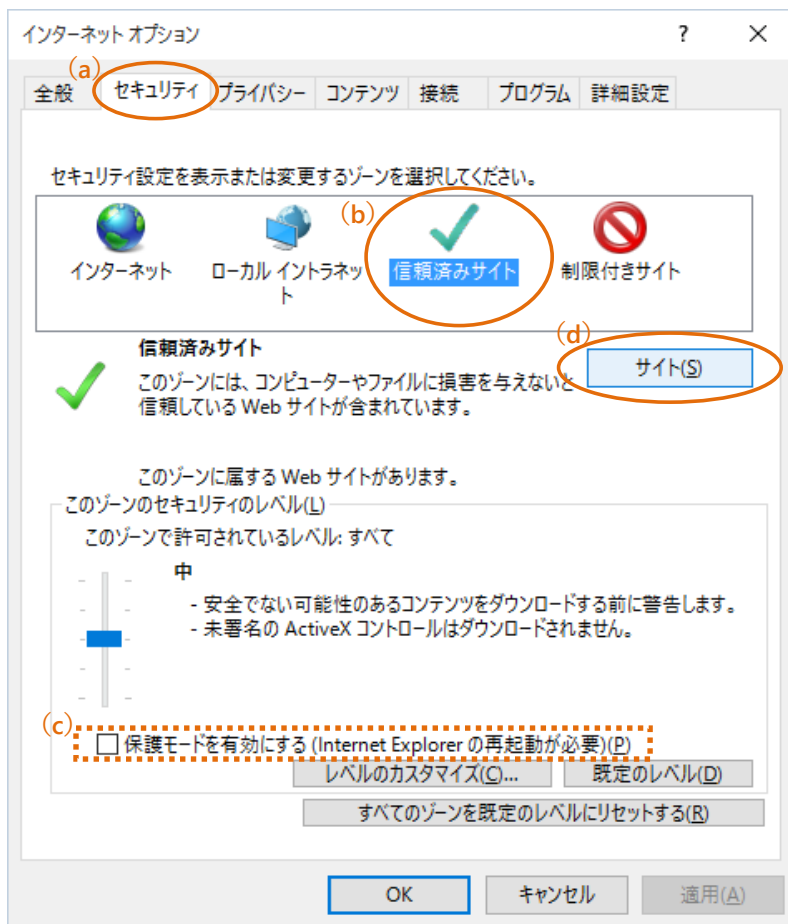 インターネット オプション
?
×
(a)
全般 セキュリティ プライバシー コンテンツ 接続 プログラム 詳細設定
セキュリティ設定を表示または変更するゾーンを選択してください。
(b)
インターネット
ローカル イントラネッ
ト
信頼済みサイト
制限付きサイト
(d)
信頼済みサイト
サイト(S)
このゾーンには、コンピューターやファイルに損害を与えないと
信頼している Web サイトが含まれています。
このゾーンに属する Web サイトがあります。
このゾーンのセキュリティのレベル(L)
このゾーンで許可されているレベル: すべて
中
- 安全でない可能性のあるコンテンツをダウンロードする前に警告します。
- 未署名の ActiveX コントロールはダウンロードされません。
(c)
保護モードを有効にする (Internet Explorer の再起動が必要)(P)
レベルのカスタマイズ(C)... 既定のレベル(D)
すべてのゾーンを既定のレベルにリセットする(R)
OK キャンセル 適用(A)